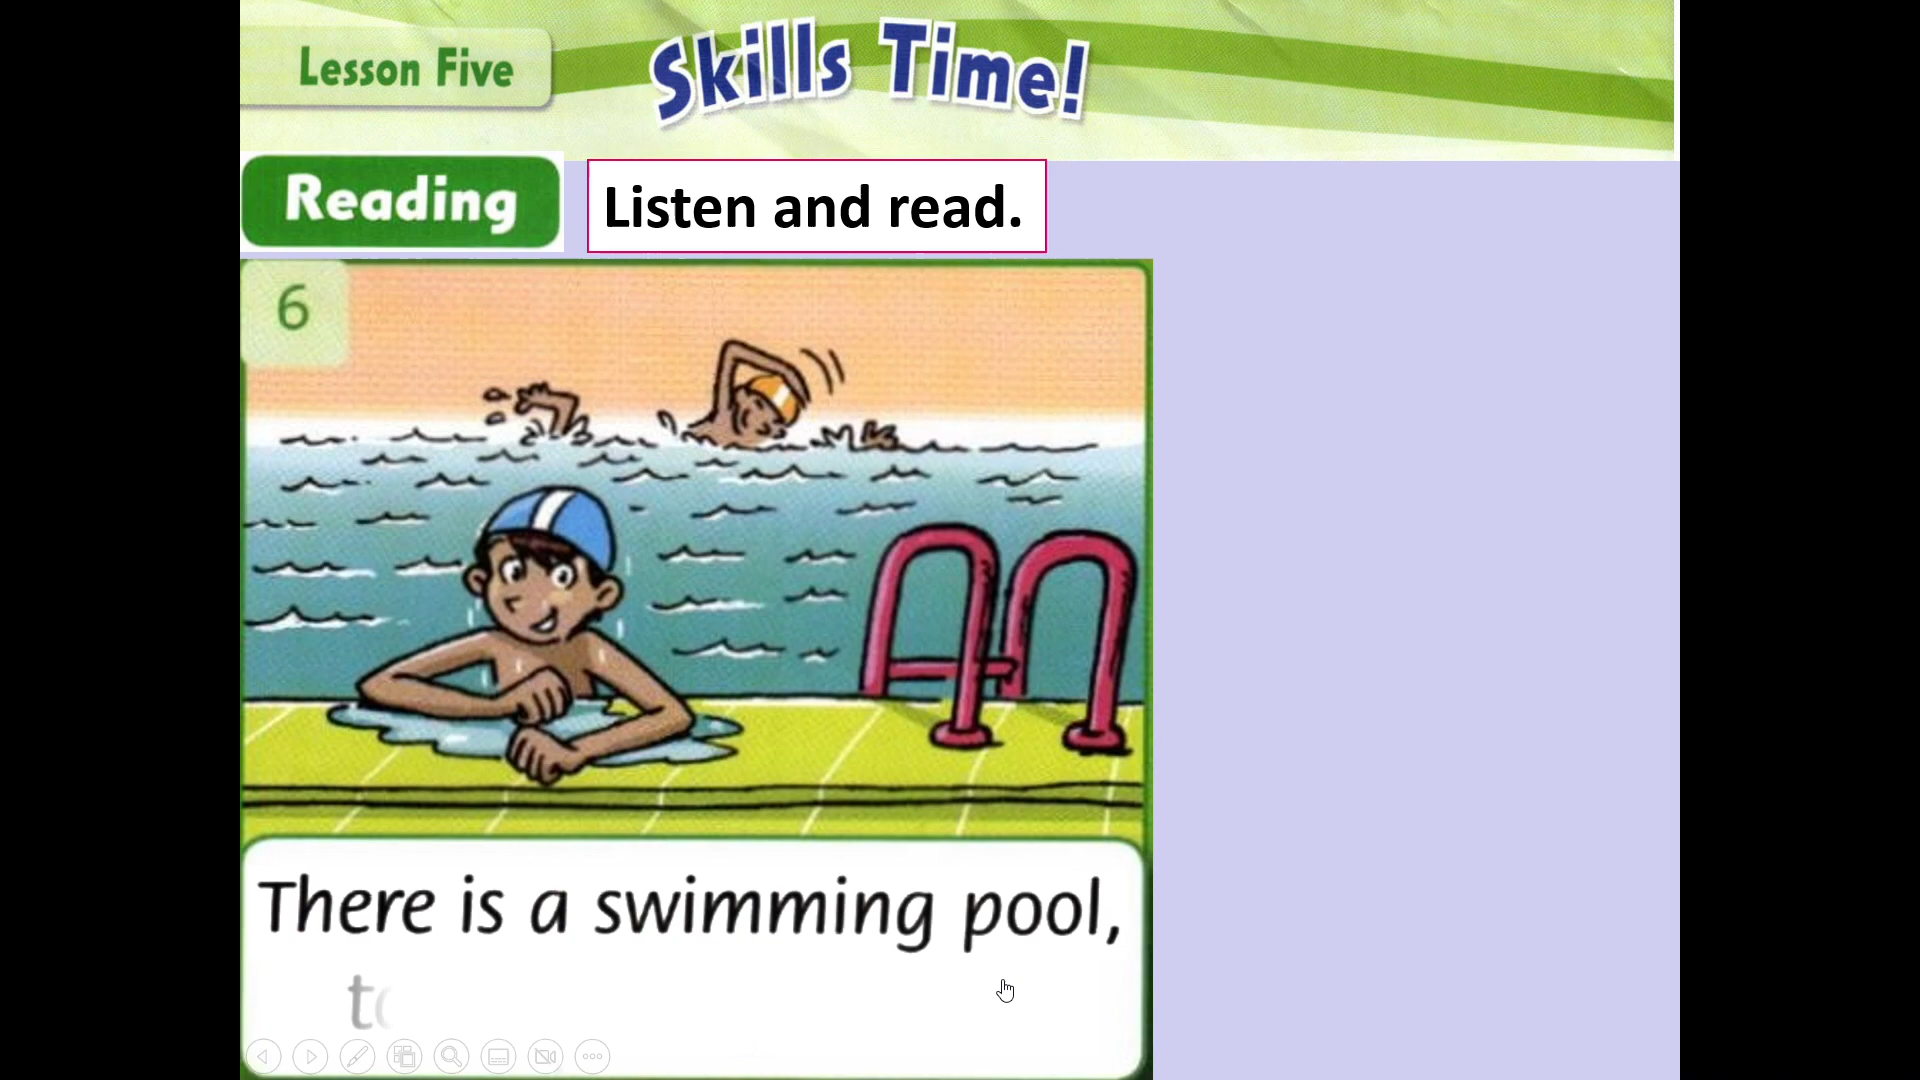 Lesson Five
Skills Time!
Reading
Listen and read.
6
There is a swimming pool,